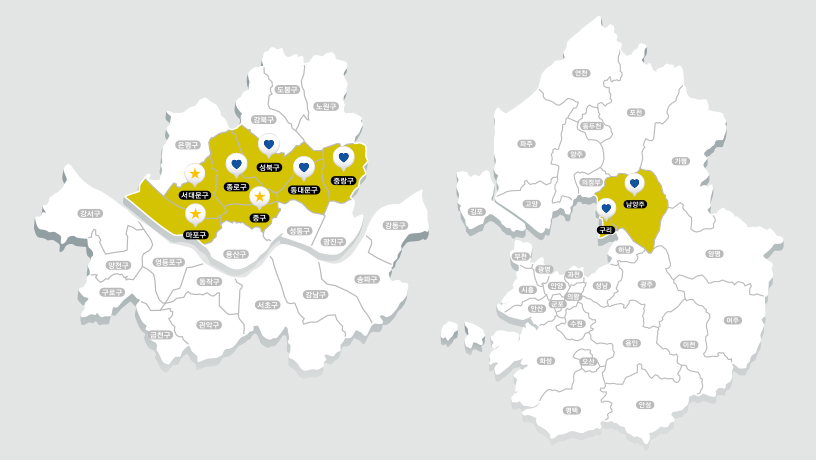 도봉구
노원구
강북구
은평구
성북구
종로구
동대문구
중랑구
서대문구
중구
마포구
강서구
성동구
광진구
강동구
용산구
양천구
영등포구
구로구
동작구
관악구
금천구
서초구
강남구
송파구
연천
포천
동두천
파주
양주
가평
의정부
고양
김포
남양주
구리
하남
양평
부천
광명
과천
시흥
안양
성남
광주
의왕
군포
안산
수원
여주
용인
이천
화성
오산
평택
안성